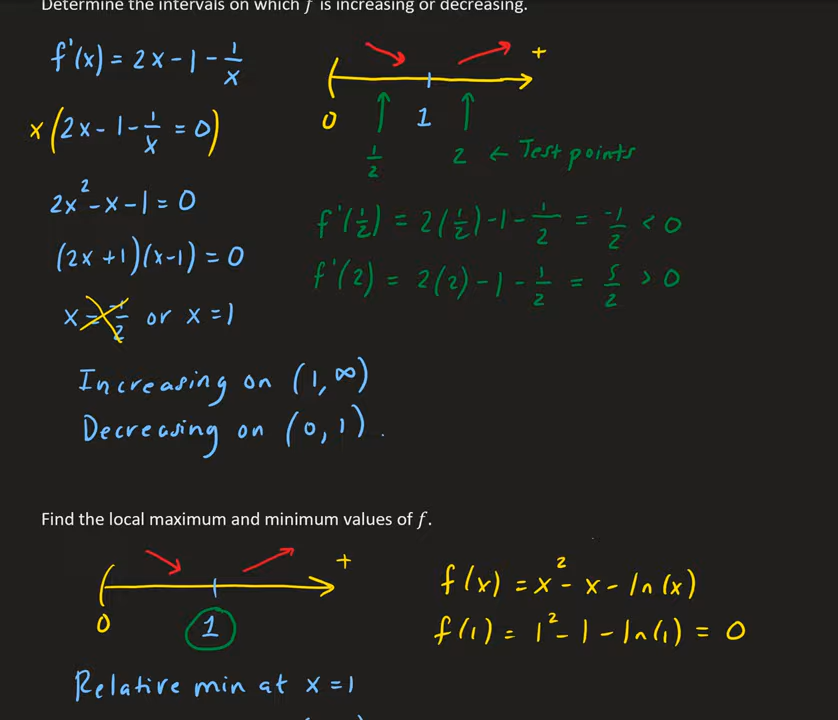 Determine the intervals on which f is increasing or decreasing.
f'(x) = 2x - 1 - 1/x
x(2x - 1 - 1/x = 0)
2x² - x - 1 = 0
(2x + 1)(x - 1) = 0
x = -1/2 or x = 1
+
0 1
1/2 2 ← Test points
f'(1/2) = 2(1/2) - 1 - 1/1/2 = -1/2 < 0
f'(2) = 2(2) - 1 - 1/2 = 5/2 > 0
Increasing on (1, ∞)
Decreasing on (0, 1).
Find the local maximum and minimum values of f.
+
0 1
f(x) = x² - x - ln(x)
f(1) = 1² - 1 - ln(1) = 0
Relative min at x = 1